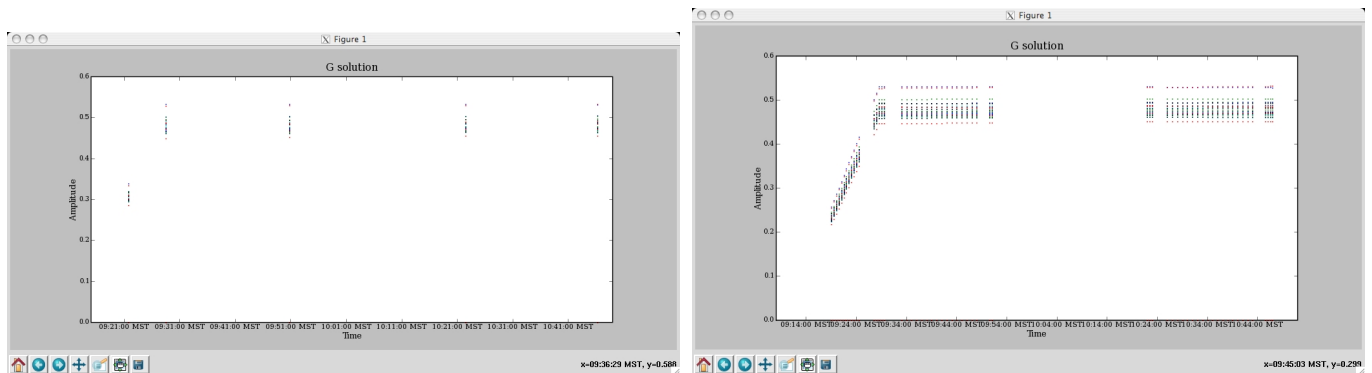 X Figure 1
G solution
0.6
0.5
0.4
0.3
0.2
0.1
0.0
Amplitude
09:21:00 MST 09:31:00 MST 09:41:00 MST 09:51:00 MST 10:01:00 MST 10:11:00 MST 10:21:00 MST 10:31:00 MST 10:41:00 MST
Time
x=09:36:29 MST, y=0.588
X Figure 1
G solution
0.6
0.5
0.4
0.3
0.2
0.1
0.0
Amplitude
09:14:00 MST09:24:00 MST09:34:00 MST09:44:00 MST09:54:00 MST10:04:00 MST10:14:00 MST10:24:00 MST10:34:00 MST10:44:00 MST
Time
x=09:45:03 MST, y=0.299